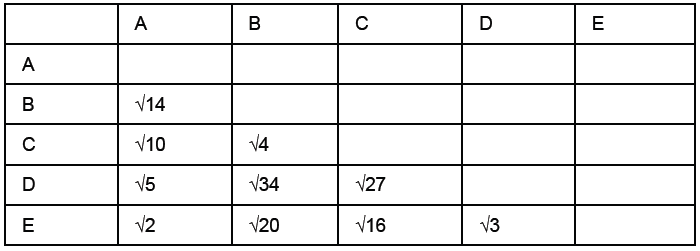 A B C D E
A
B √14
C √10 √4
D √5 √34 √27
E √2 √20 √16 √3